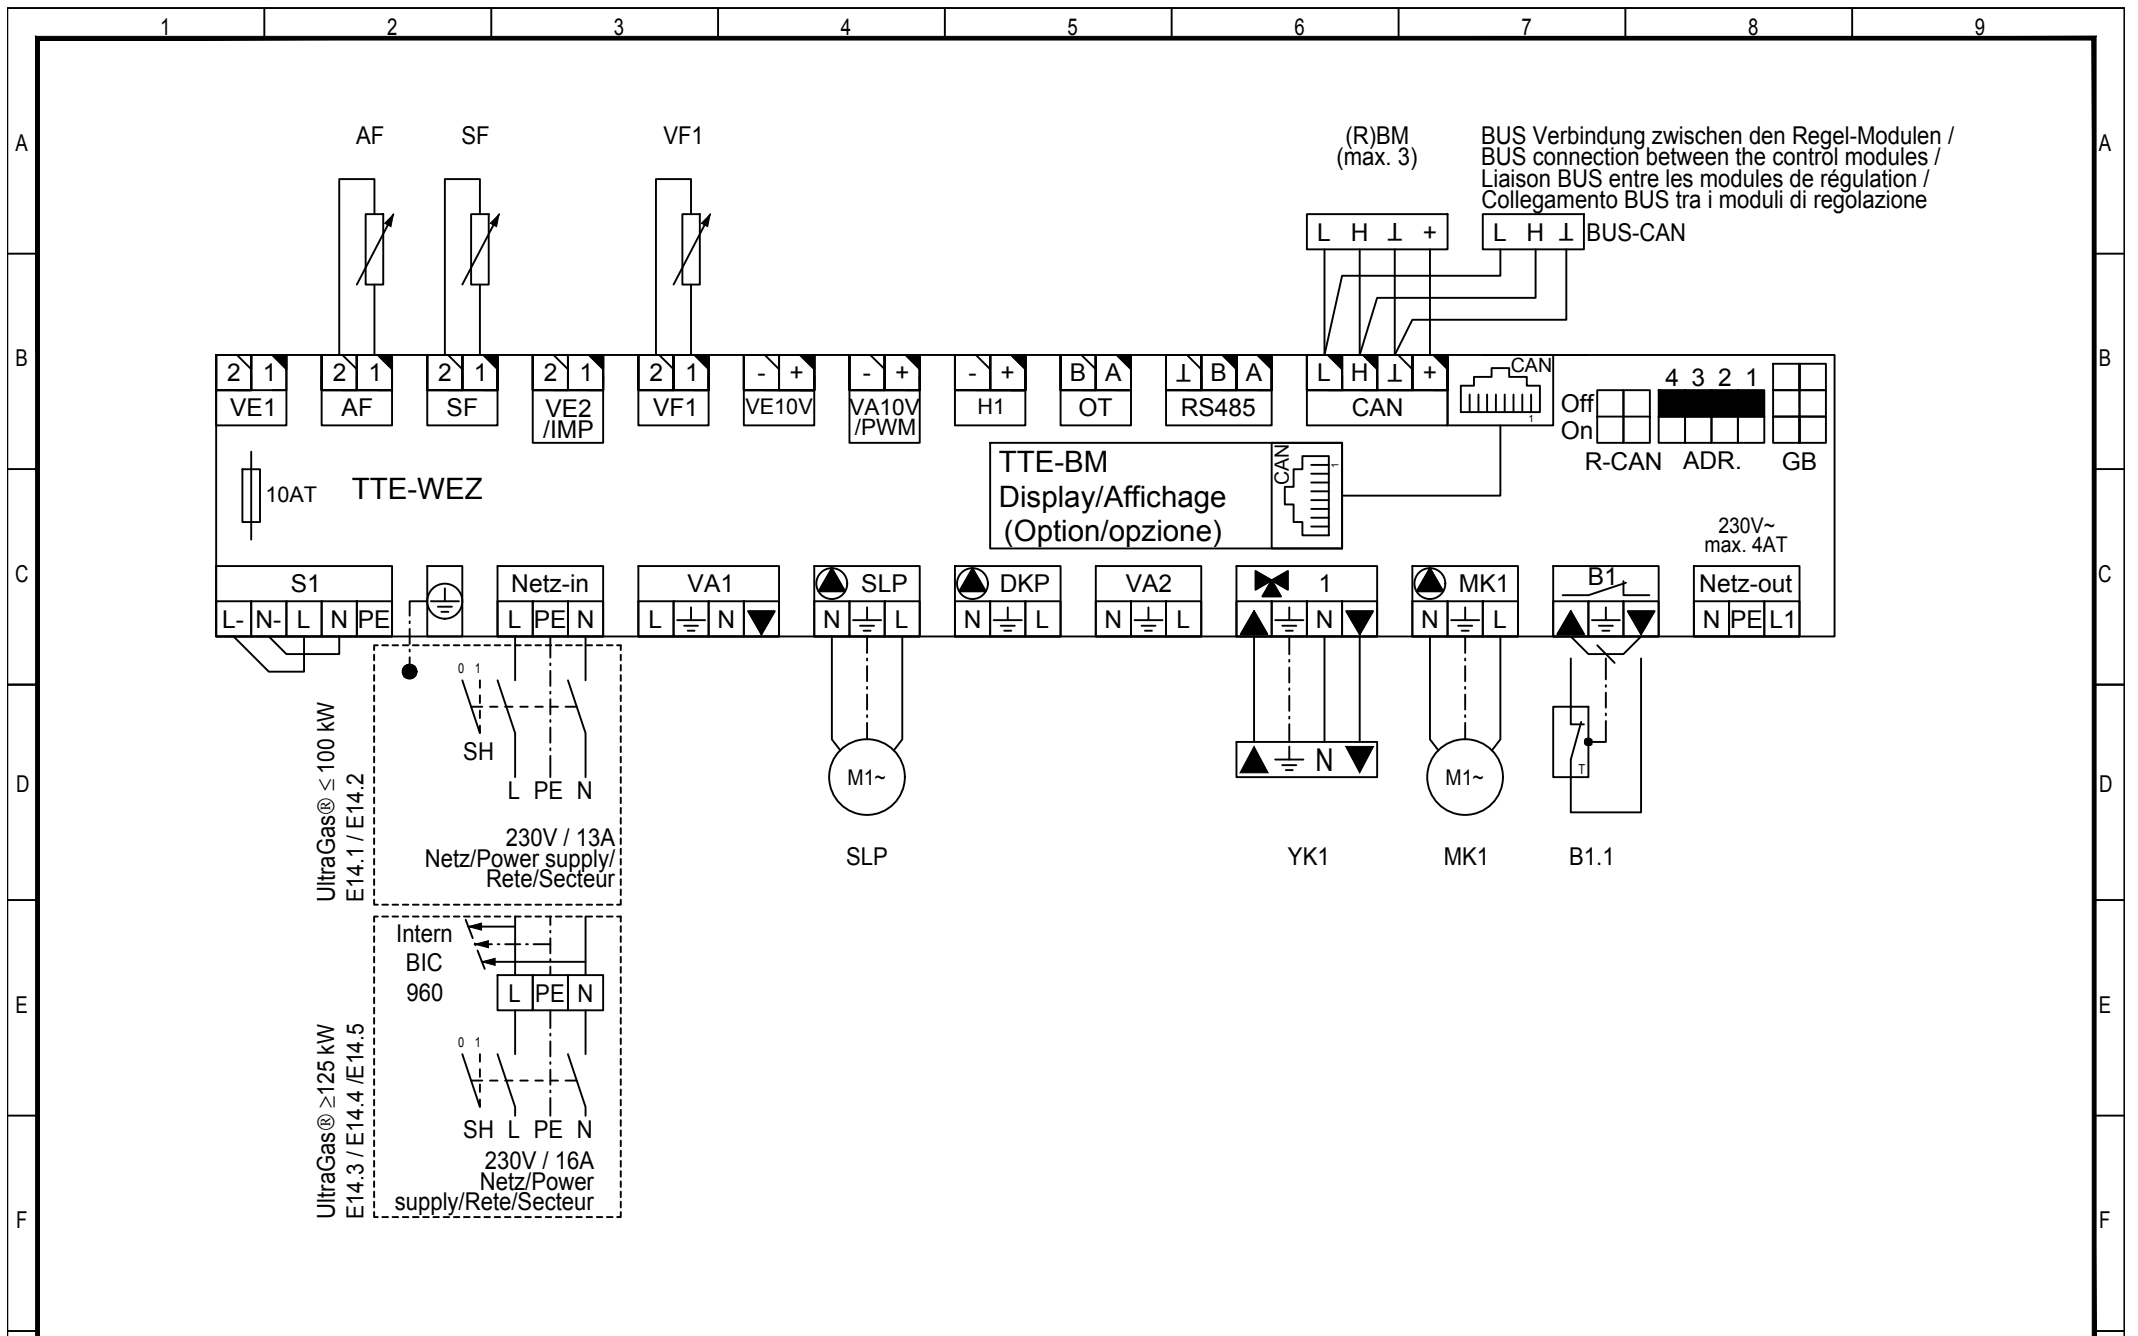 1 2 3 4 5 6 7 8 9
A A
AF SF VF1 (R)BM
(max. 3)
BUS Verbindung zwischen den Regel-Modulen /
BUS connection between the control modules /
Liaison BUS entre les modules de régulation /
Collegamento BUS tra i moduli di regolazione
L H ⊥ + L H ⊥ BUS-CAN
B B
2 1 2 1 2 1 2 1 2 1 - + - + - + B A ⊥ B A L H ⊥ + CAN
1
VE1 AF SF VE2
/IMP
VF1 VE10V VA10V
/PWM
H1 OT RS485 CAN
4 3 2 1
Off
On
R-CAN ADR. GB
10AT TTE-WEZ
TTE-BM
Display/Affichage
(Option/opzione)
CAN
1
230V~
max. 4AT
C C
S1 Netz-in VA1 SLP DKP VA2 1 MK1 B1 Netz-out
L- N- L N PE L PE N L N N L N L N L N N L N PE L1
0 1
SH
L PE N
230V / 13A
Netz/Power supply/
Rete/Secteur
UltraGas® ≤ 100 kW
E14.1 / E14.2
D D
M1~ N M1~ T
SLP YK1 MK1 B1.1
Intern
BIC
960
L PE N
E E
0 1
SH L PE N
230V / 16A
Netz/Power
supply/Rete/Secteur
UltraGas® ≥125 kW
E14.3 / E14.4 /E14.5
F F